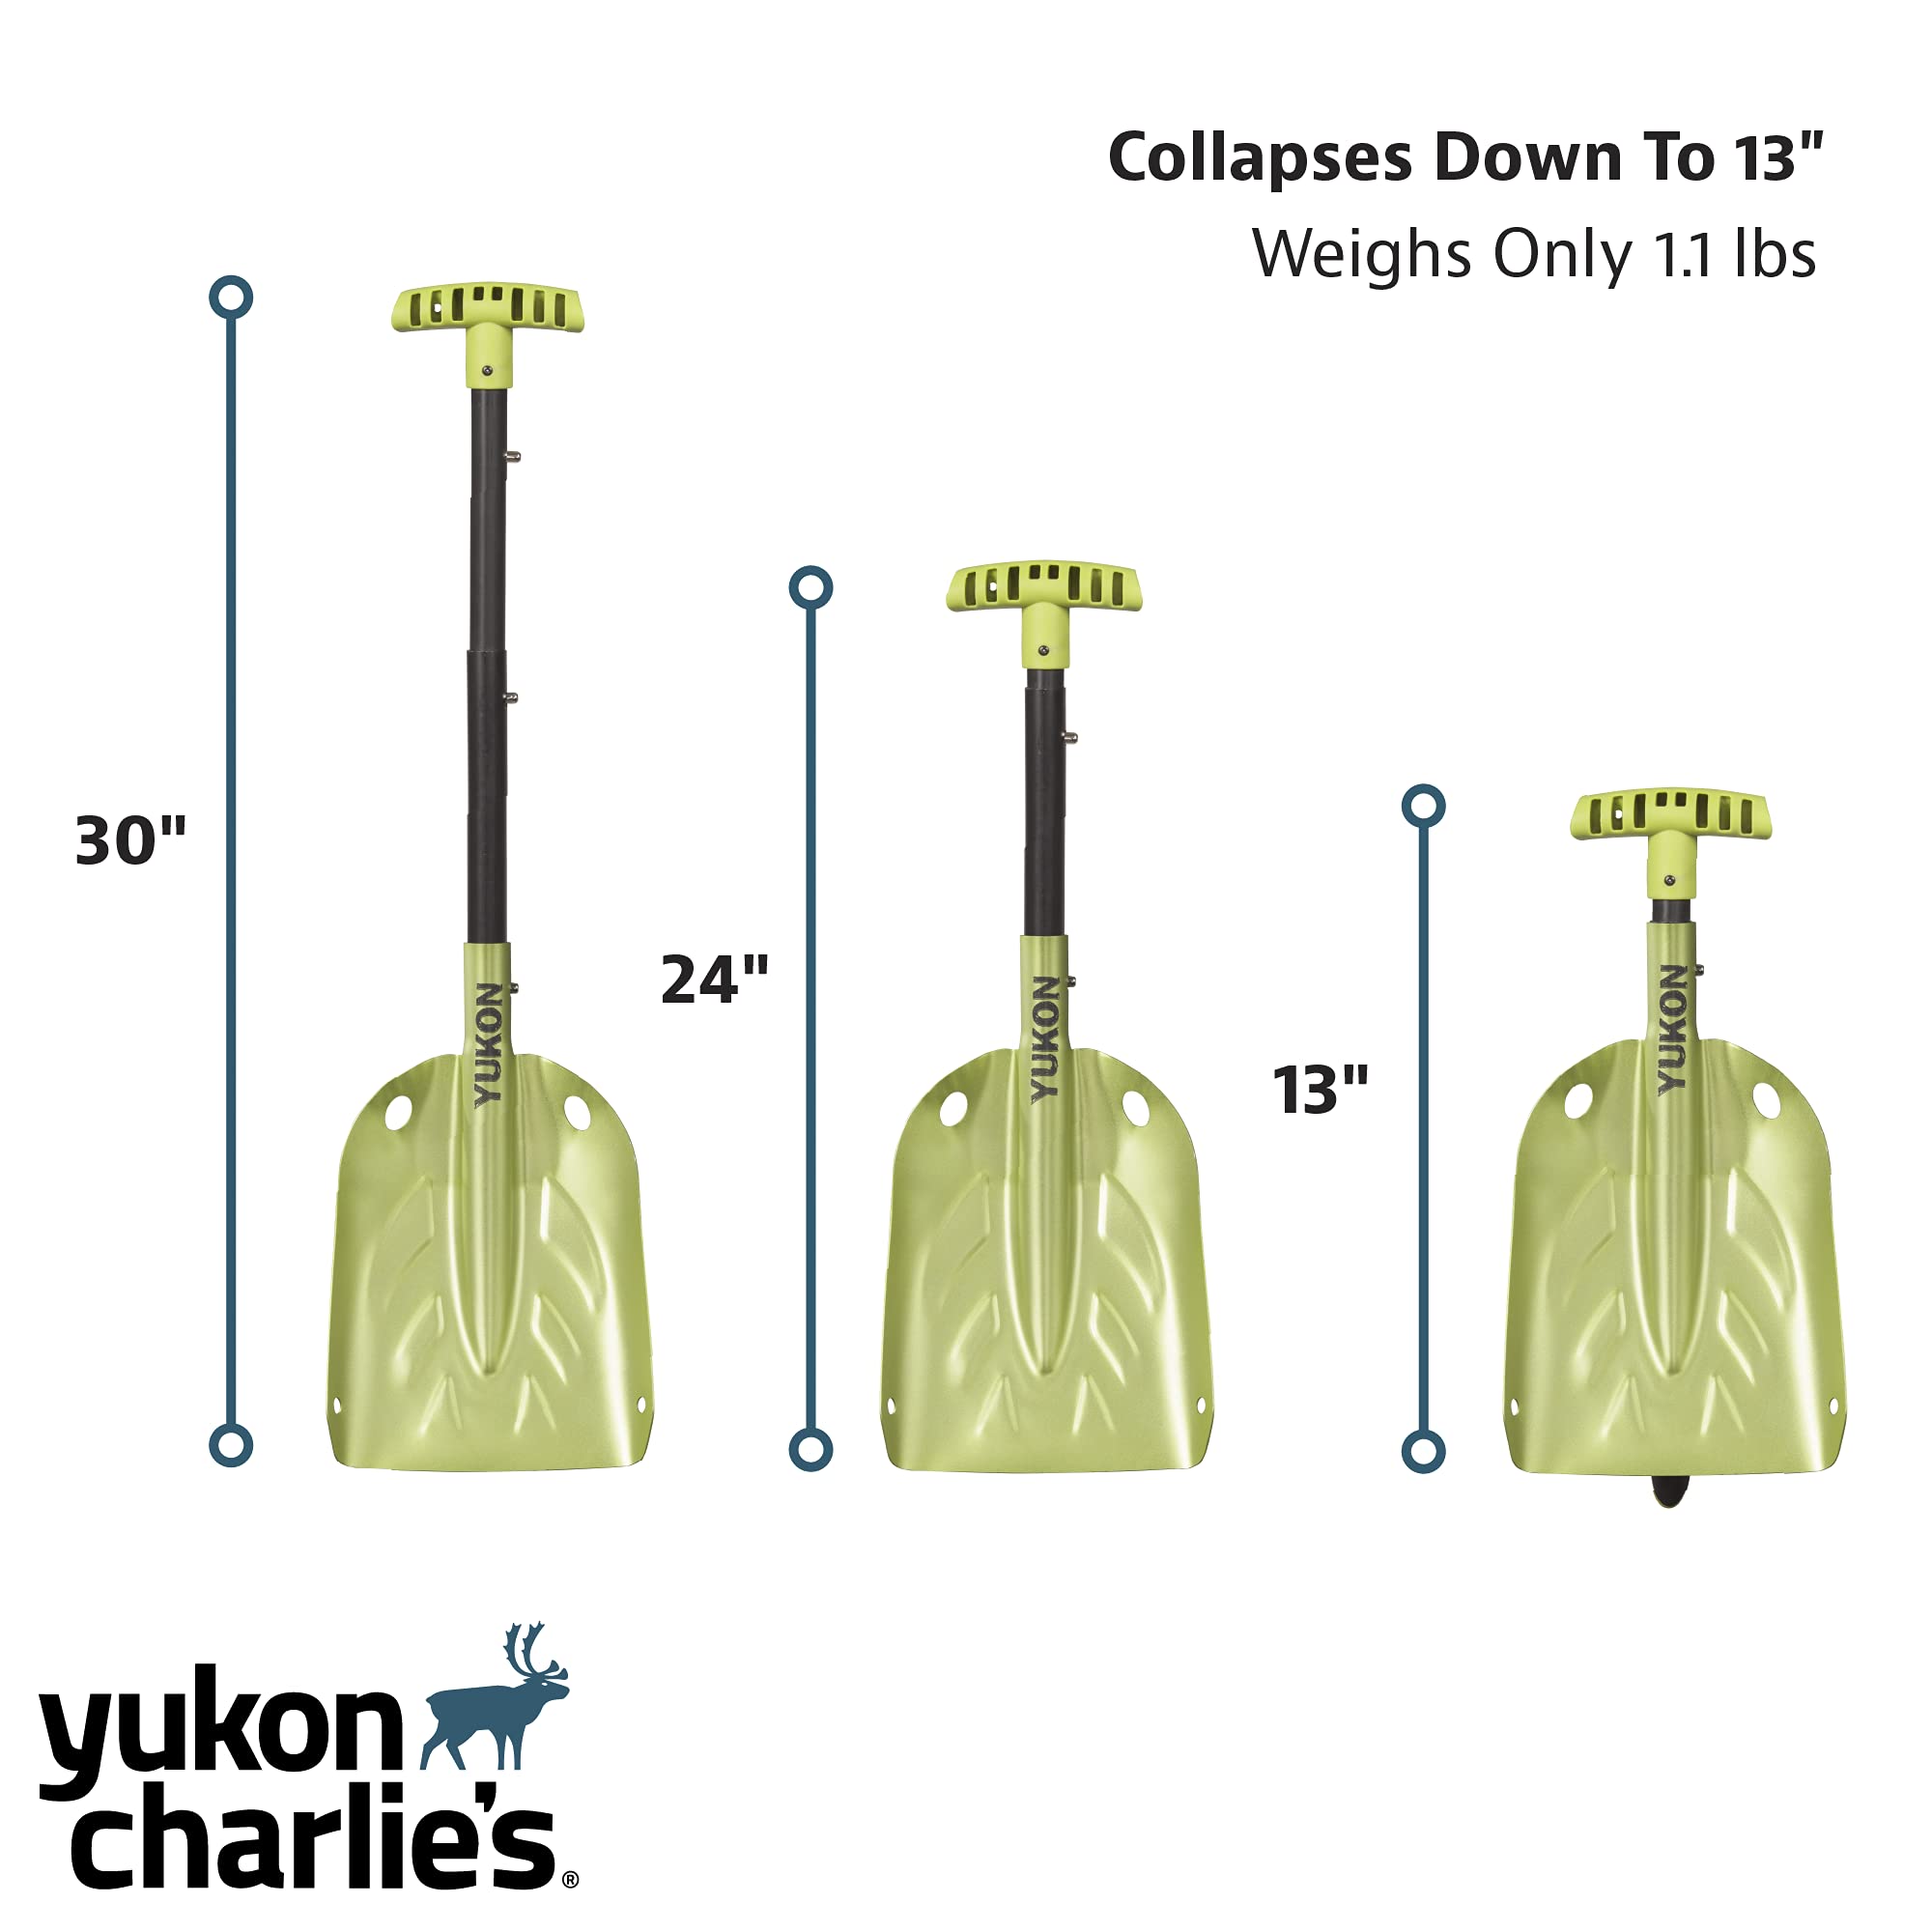 Collapses Down To 13"
Weighs Only 1.1 lbs
30"
24"
13"
YUKON
YUKON
YUKON
yukon
charlie's®